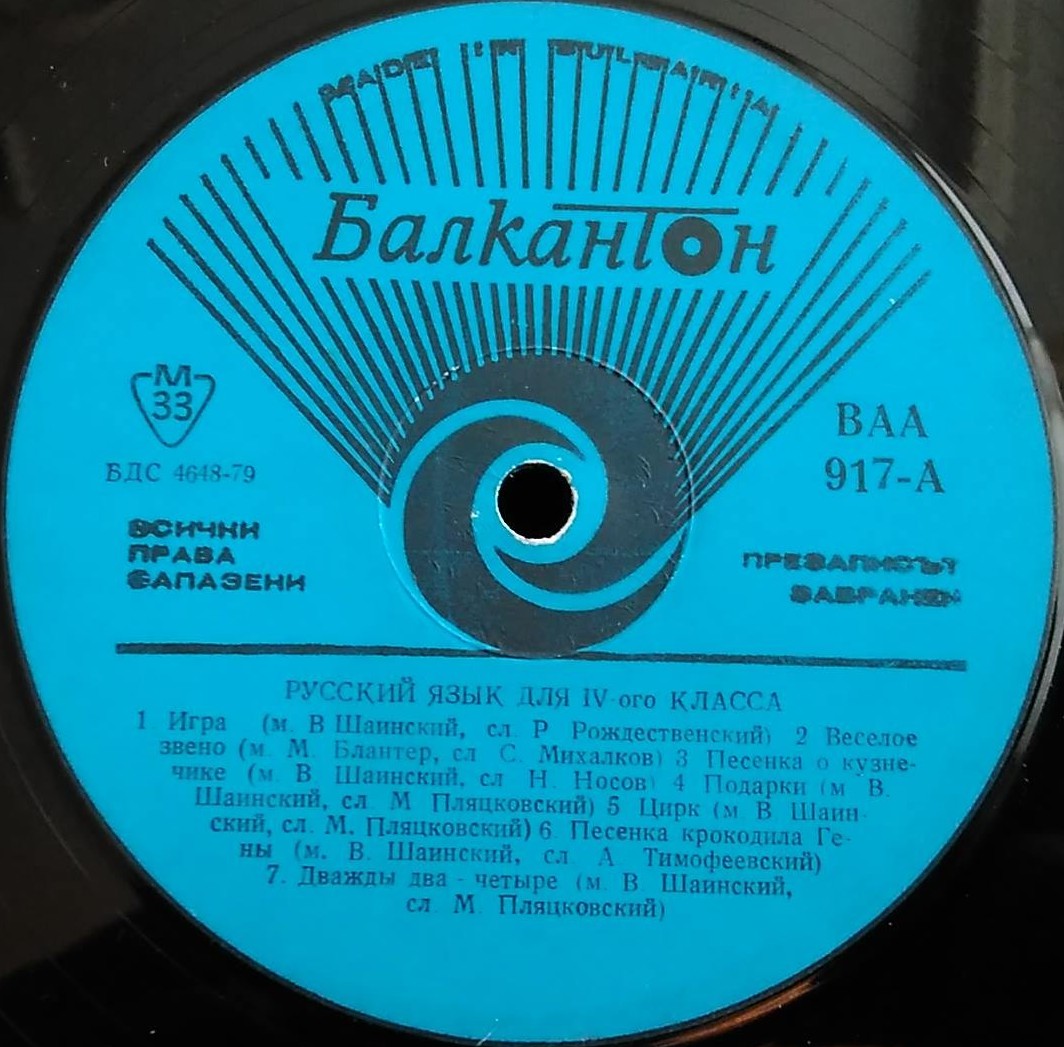 MADE IN BULGARIA
Балкантон
М
33
БДС 4648-79
ВАА
917-А
ВСИЧКИ
ПРАВА
ЗАПАЗЕНИ
ПРЕЗАПИСЪТ
ЗАБРАНЕН
РУССКИЙ ЯЗЫК ДЛЯ IV-ого КЛАССА
1 Игра (м. В Шаинский, сл. Р Рождественский) 2 Веселое
звено (м. М. Блантер, сл С. Михалков) 3 Песенка о кузне-
чике (м. В Шаинский, сл Н. Носов) 4 Подарки (м В.
Шаинский, сл М Пляцковский) 5 Цирк (м В Шаин-
ский, сл. М. Пляцковский) 6. Песенка крокодила Ге-
ны (м. В. Шаинский, сл А. Тимофеевский)
7. Дважды два - четыре (м. В. Шаинский,
сл. М. Пляцковский)